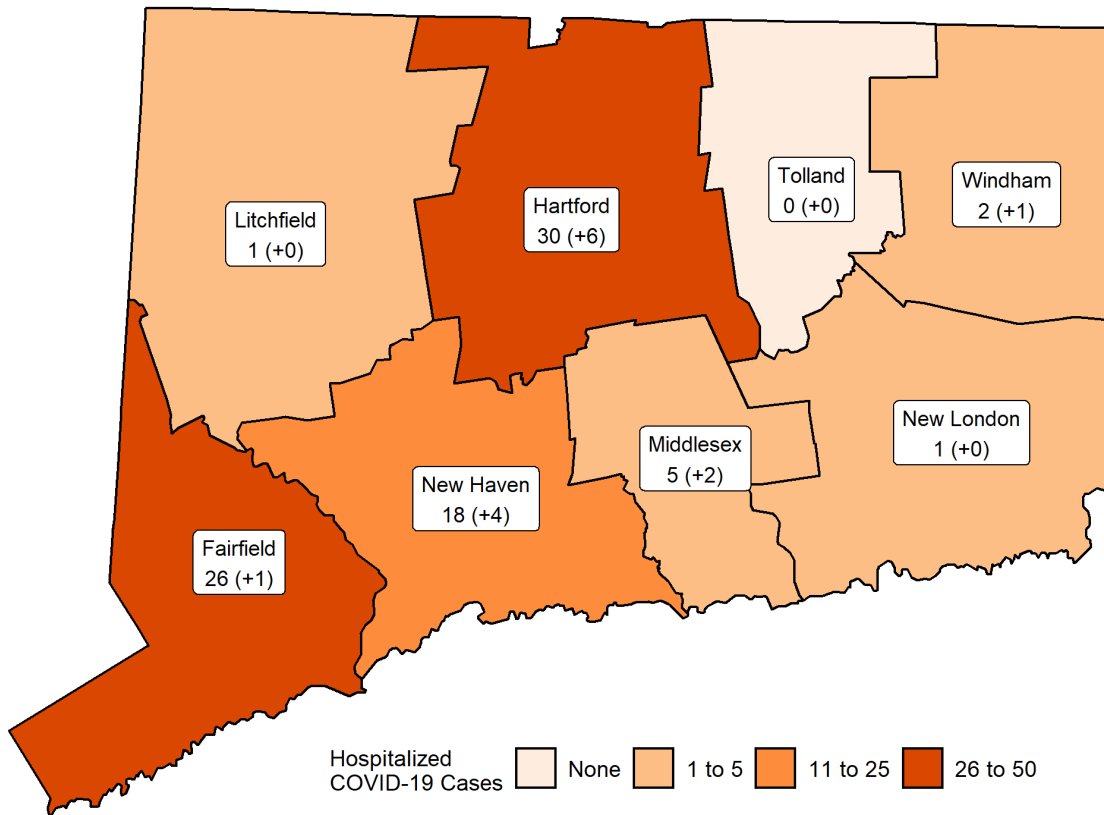 Tolland
0 (+0)
Windham
2 (+1)
Litchfield
1 (+0)
Hartford
30 (+6)
New London
1 (+0)
Middlesex
5 (+2)
New Haven
18 (+4)
Fairfield
26 (+1)
Hospitalized
COVID-19 Cases
None
1 to 5
11 to 25
26 to 50